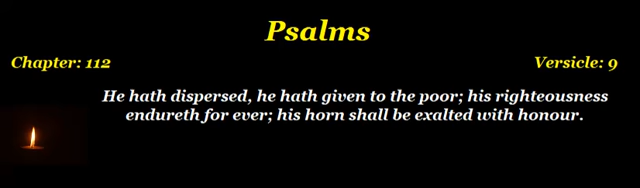 Psalms
Chapter: 112
Versicle: 9
He hath dispersed, he hath given to the poor; his righteousness
endureth for ever; his horn shall be exalted with honour.